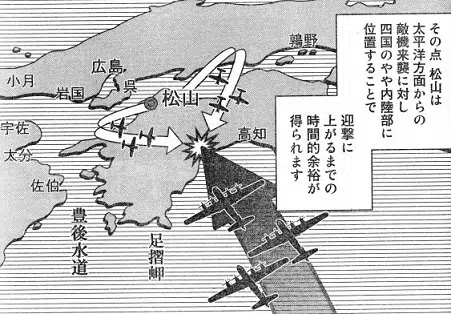 その点 松山は
太平洋方面からの
敵機来襲に対し
四国のやや内陸部に
位置することで
迎撃に
上がるまでの
時間的余裕が
得られます
鶉野
広島
呉
小月
岩国
松山
宇佐
大分
佐伯
高知
豊後水道
足摺岬